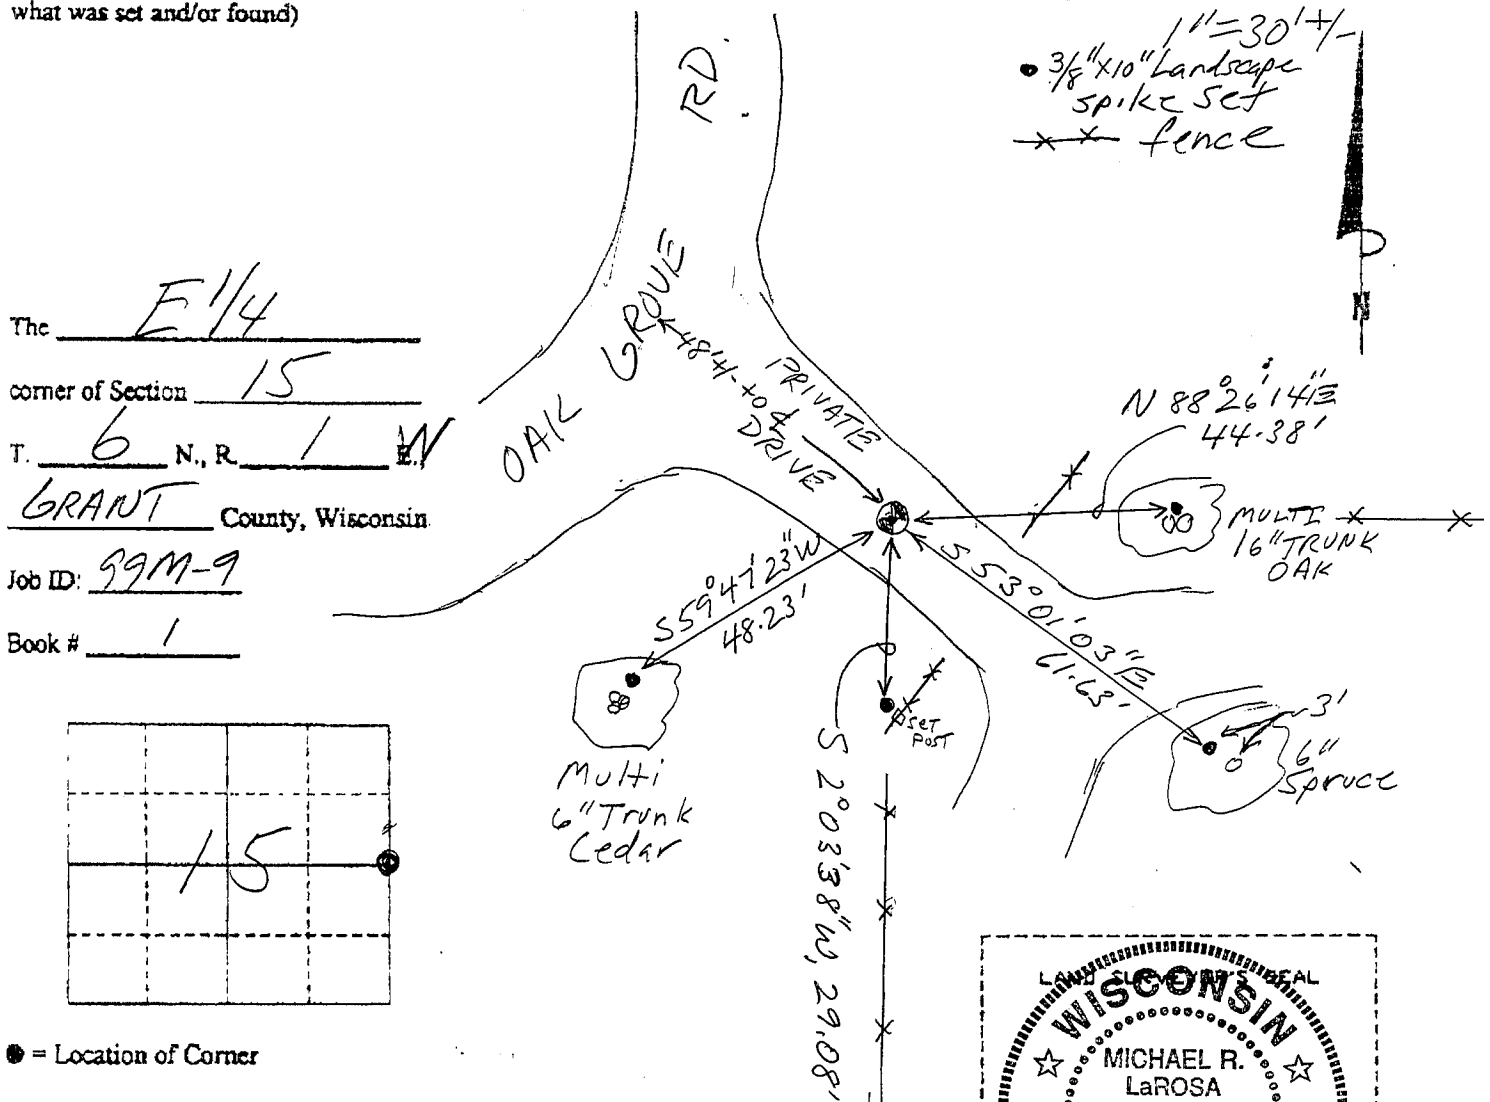 what was set and/or found)
1"=30'+/-
3/8"X10" Landscape
spike set
fence
N
RD.
GROVE
OAK
48'+/- to ℄
PRIVATE
DRIVE
The E 1/4
corner of Section 15
T. 6 N., R. 1 W
GRANT County, Wisconsin
Job ID: 99M-9
Book # 1
N 88°26'14"E
44.38'
MULTI
16" TRUNK
OAK
S59°47'23"W
48.23'
S 53°01'03"E
61.63'
SET
POST
~3'
6"
Spruce
Multi
6" Trunk
Cedar
S 2°03'38"W, 29.08'
15
= Location of Corner
LAND SURVEYOR'S SEAL
WISCONSIN
MICHAEL R.
LaROSA